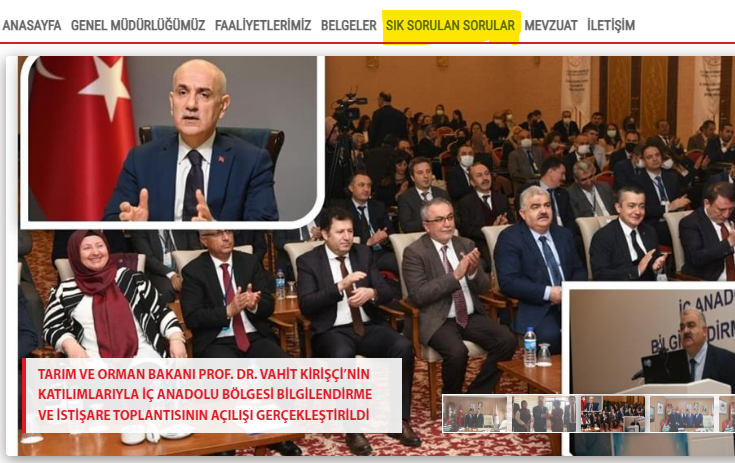 ANASAYFA GENEL MÜDÜRLÜĞÜMÜZ FAALİYETLERİMİZ BELGELER SIK SORULAN SORULAR MEVZUAT İLETİŞİM
İÇ ANADO
BİLGİ
TARIM VE ORMAN BAKANI PROF. DR. VAHİT KİRİŞÇİ’NİN
KATILIMLARIYLA İÇ ANADOLU BÖLGESİ BİLGİLENDİRME
VE İSTİŞARE TOPLANTISININ AÇILIŞI GERÇEKLEŞTİRİLDİ